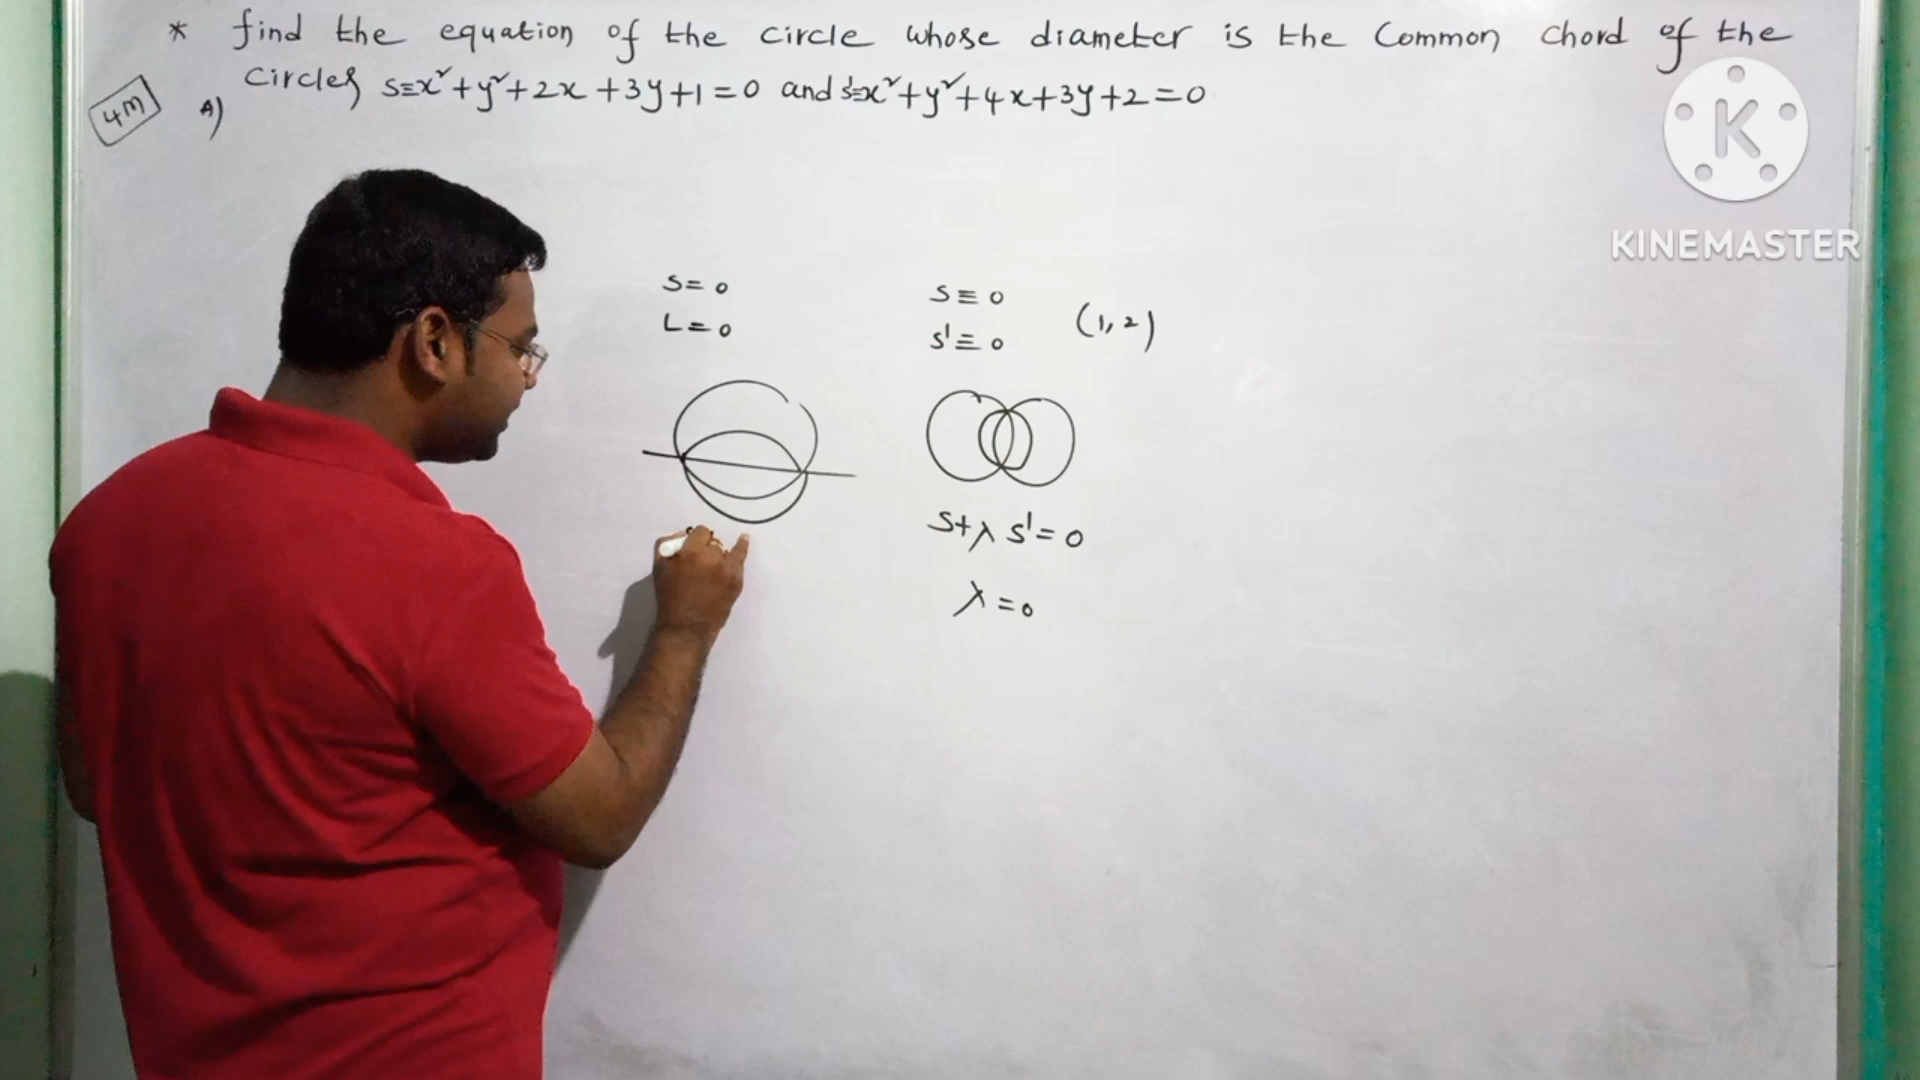 * find the equation of the circle whose diameter is the common chord of the
circles S≡x²+y²+2x+3y+1=0 and S'≡x²+y²+4x+3y+2=0
4M
A)
KINEMASTER
S=0
L=0
S≡0
S'≡0
(1,2)
S+λS'=0
λ=0